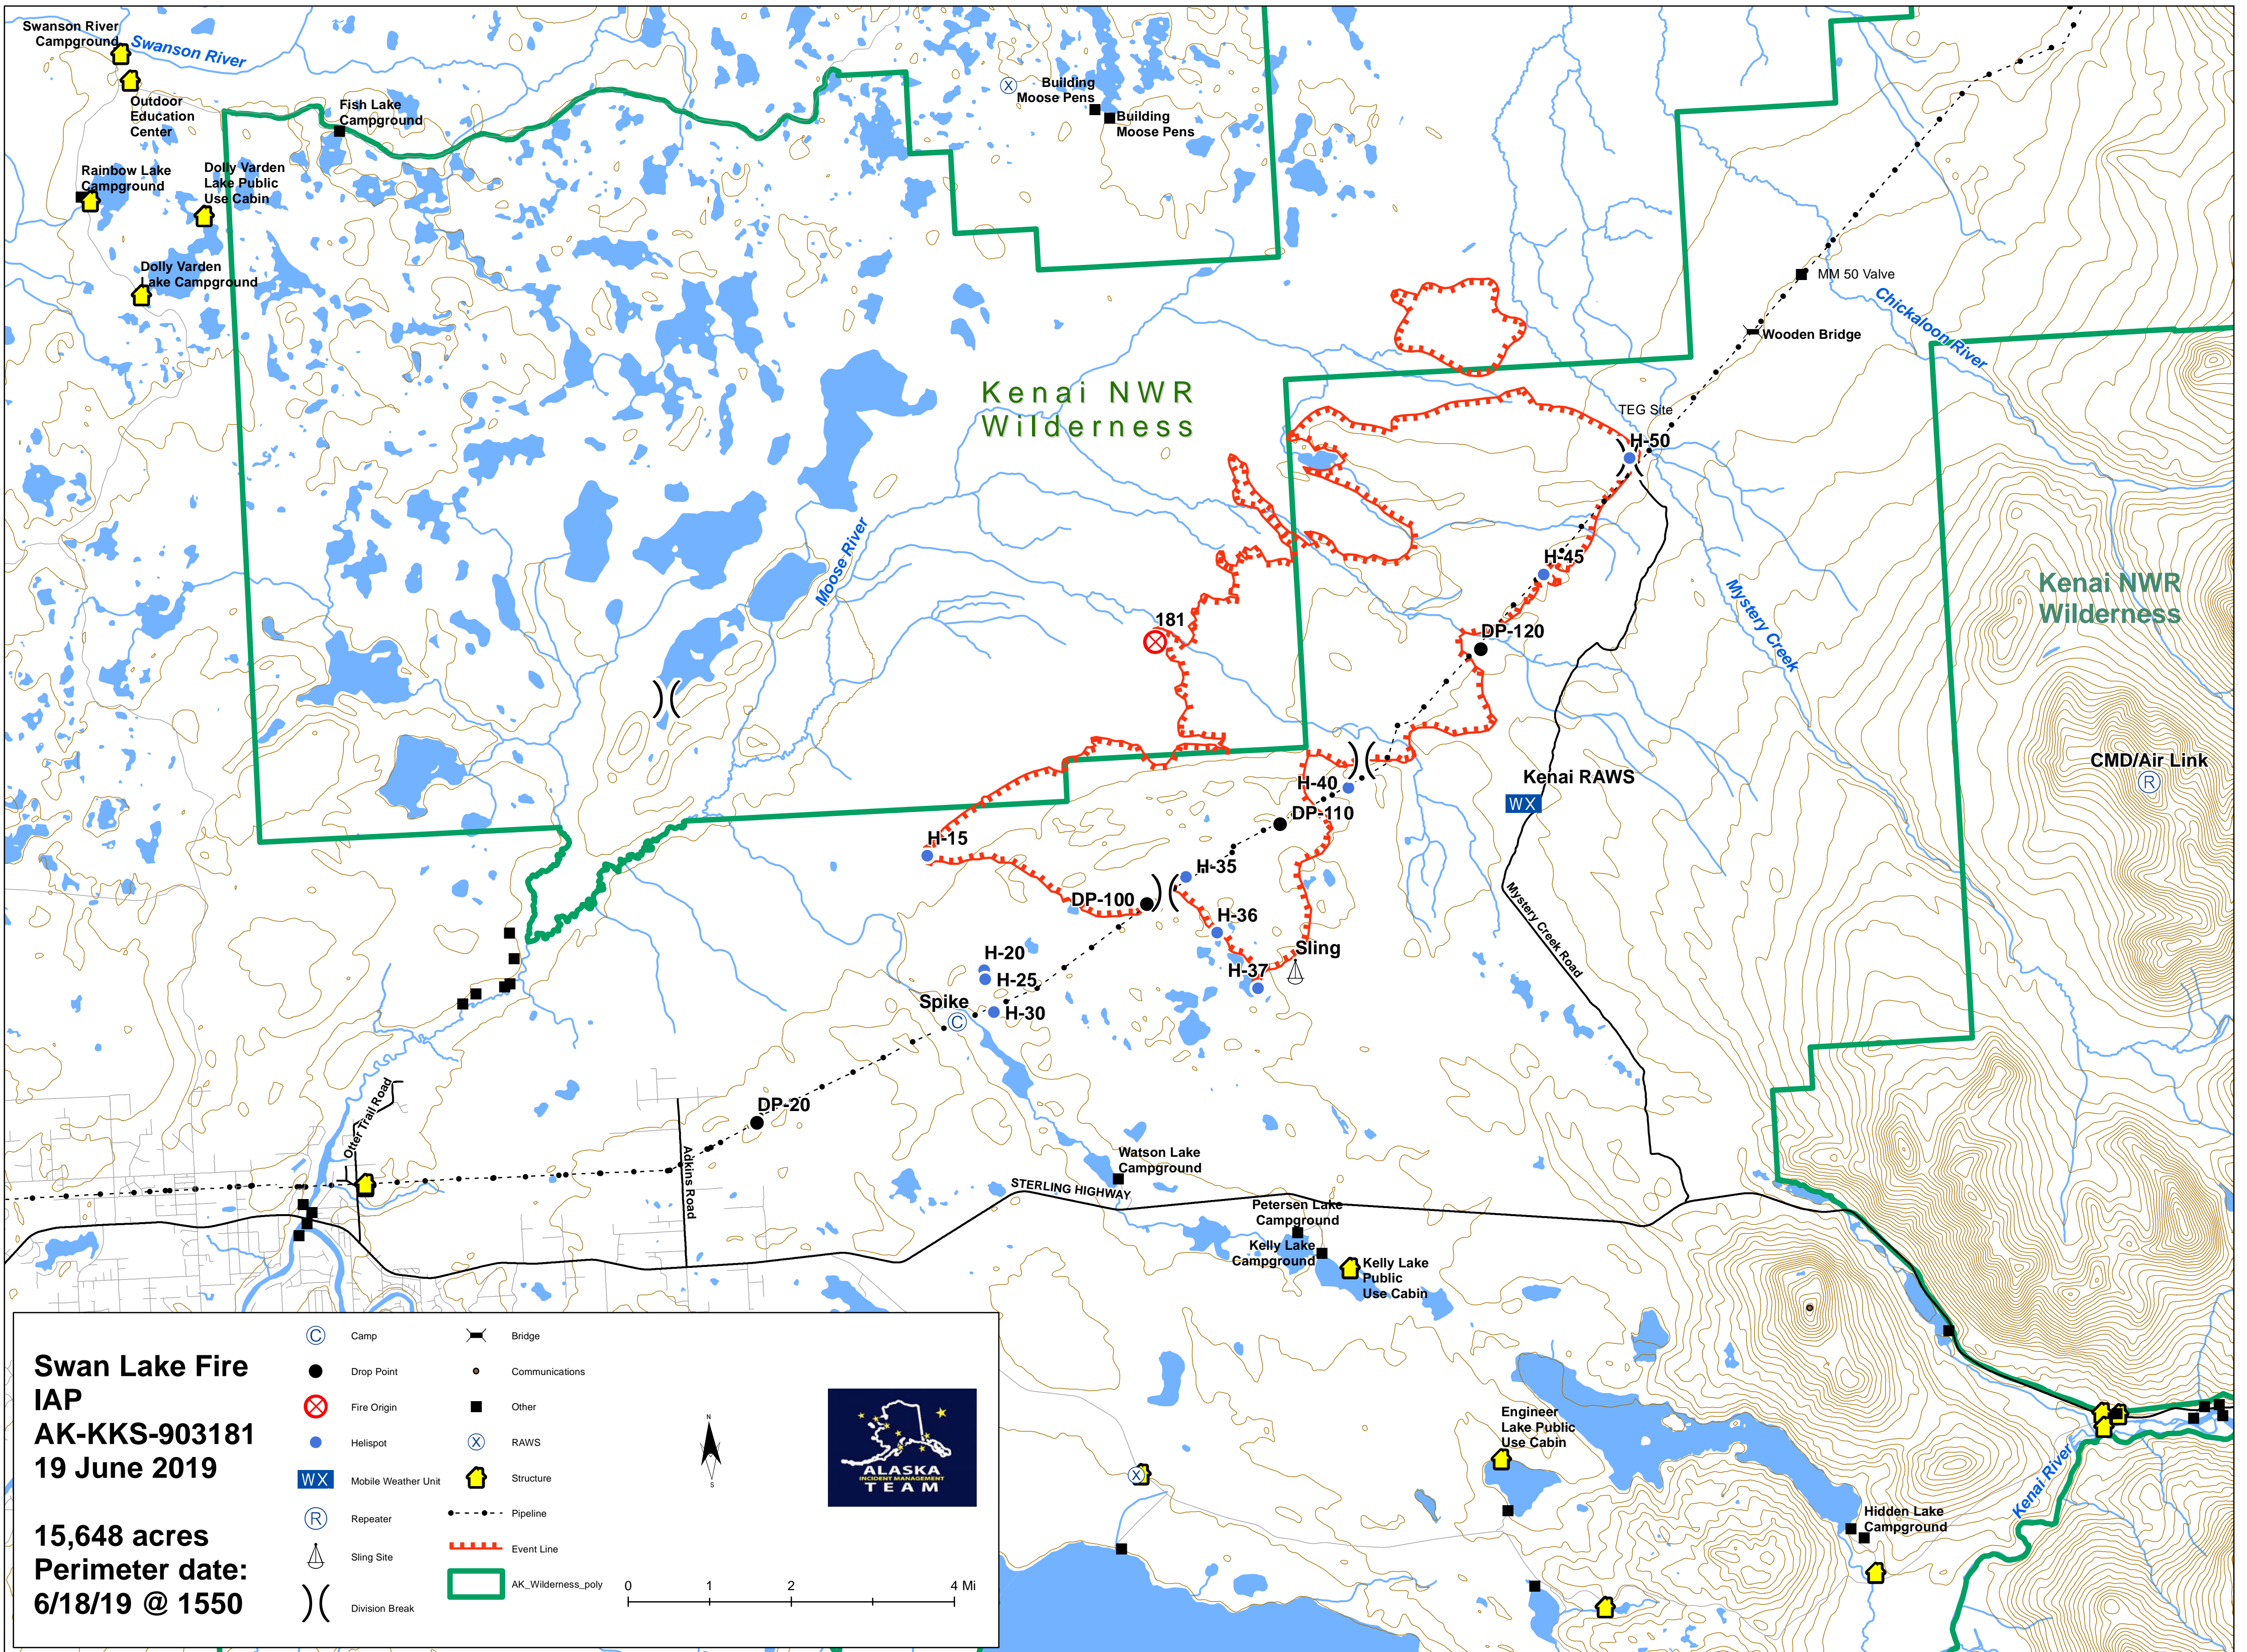 Swanson River
Campground
Swanson River
Outdoor
Education
Center
Fish Lake
Campground
Building
Moose Pens
Building
Moose Pens
X
Rainbow Lake
Campground
Dolly Varden
Lake Public
Use Cabin
Dolly Varden
Lake Campground
MM 50 Valve
Chickaloon River
Wooden Bridge
Kenai NWR
Wilderness
TEG Site
H-50
Moose River
H-45
Mystery Creek
Kenai NWR
Wilderness
181
DP-120
CMD/Air Link
R
Kenai RAWS
WX
H-40
DP-110
H-15
H-35
DP-100
H-36
Mystery Creek Road
Sling
H-20
H-25
H-37
Spike
C
H-30
DP-20
Otter Trail Road
Adkins Road
Watson Lake
Campground
STERLING HIGHWAY
Petersen Lake
Campground
Kelly Lake
Campground
Kelly Lake
Public
Use Cabin
Engineer
Lake Public
Use Cabin
X
Kenai River
Hidden Lake
Campground
Swan Lake Fire
IAP
AK-KKS-903181
19 June 2019
15,648 acres
Perimeter date:
6/18/19 @ 1550
C Camp
Drop Point
Fire Origin
Helispot
WX Mobile Weather Unit
R Repeater
Sling Site
Division Break
Bridge
Communications
Other
X RAWS
Structure
Pipeline
Event Line
AK_Wilderness_poly
N
S
0 1 2 4 Mi
ALASKA
INCIDENT MANAGEMENT
TEAM